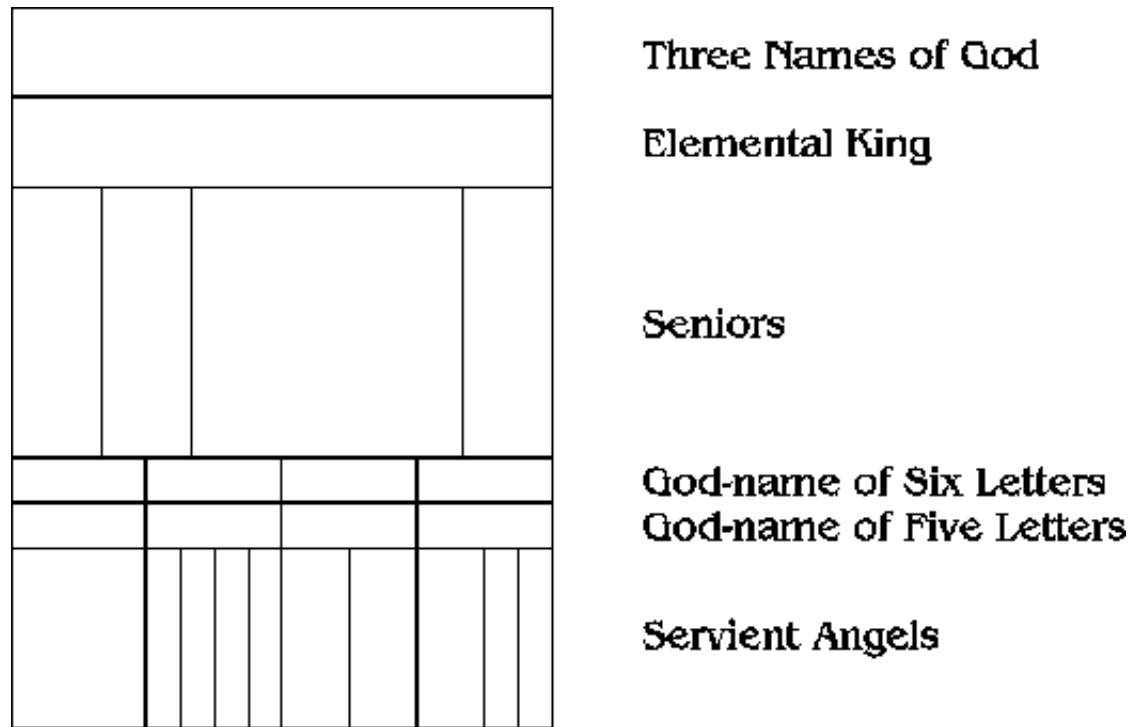 Three Names of God
Elemental King
Seniors
God-name of Six Letters
God-name of Five Letters
Servient Angels